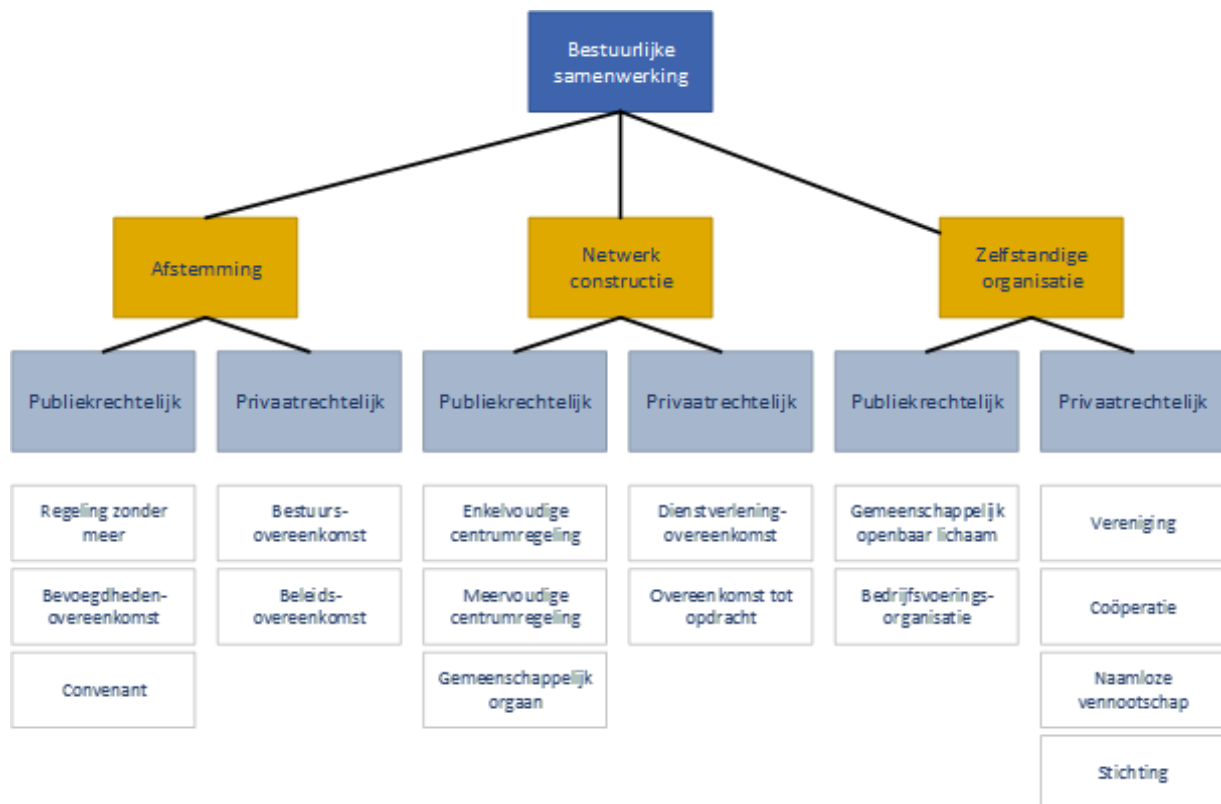 Bestuurlijke
samenwerking
Afstemming
Netwerk
constructie
Zelfstandige
organisatie
Publiekrechtelijk
Privaatrechtelijk
Publiekrechtelijk
Privaatrechtelijk
Publiekrechtelijk
Privaatrechtelijk
Regeling zonder
meer
Bevoegdheden-
overeenkomst
Convenant
Bestuurs-
overeenkomst
Beleids-
overeenkomst
Enkelvoudige
centrumregeling
Meervoudige
centrumregeling
Gemeenschappelijk
orgaan
Dienstverlening-
overeenkomst
Overeenkomst tot
opdracht
Gemeenschappelijk
openbaar lichaam
Bedrijfsvoerings-
organisatie
Vereniging
Coöperatie
Naamloze
vennootschap
Stichting